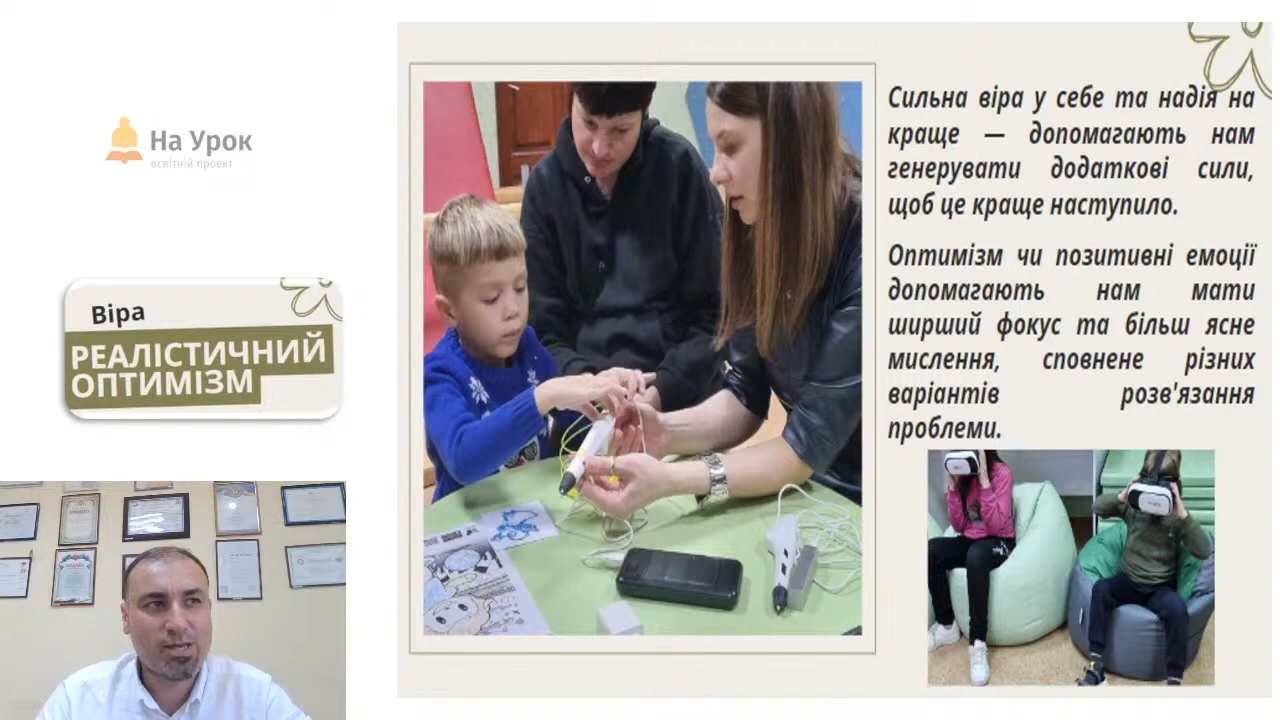 На Урок
освітній проект
Віра
РЕАЛІСТИЧНИЙ
ОПТИМІЗМ
Сильна віра у себе та надія на
краще — допомагають нам
генерувати додаткові сили,
щоб це краще наступило.
Оптимізм чи позитивні емоції
допомагають нам мати
ширший фокус та більш ясне
мислення, сповнене різних
варіантів розв'язання
проблеми.